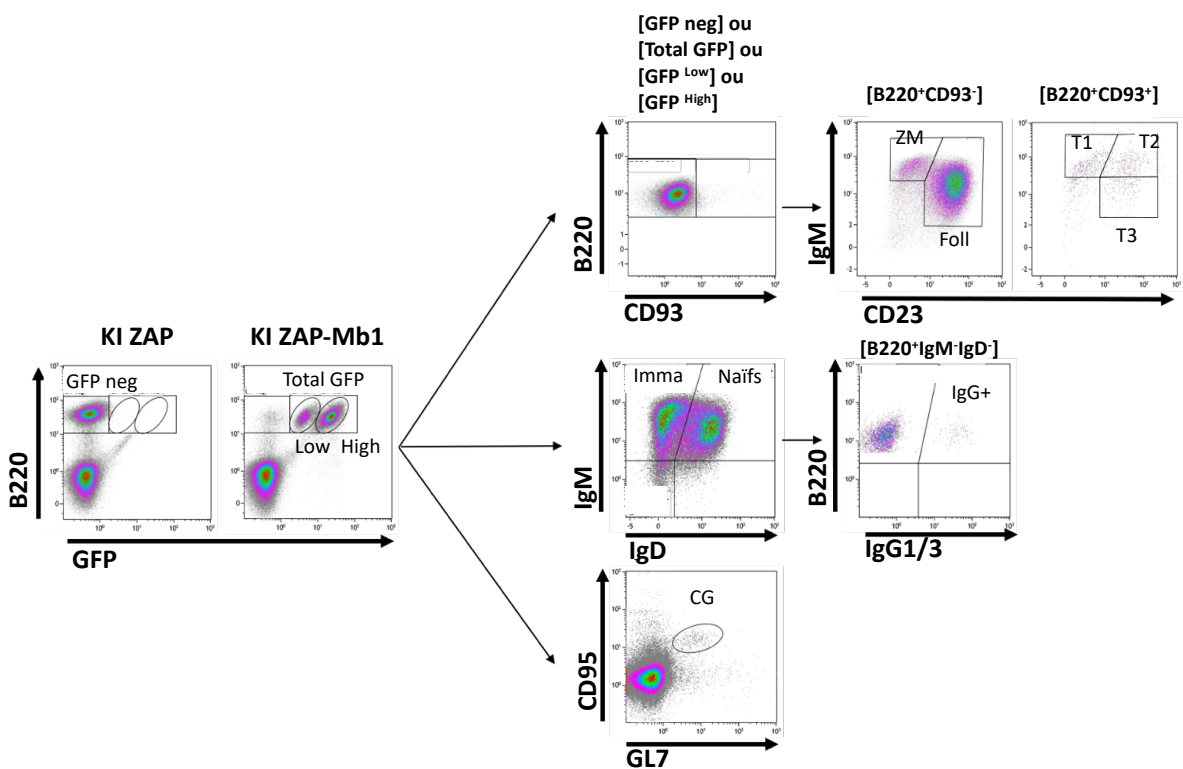 [GFP neg] ou
[Total GFP] ou
[GFP Low] ou
[GFP High]
[B220+CD93-]
[B220+CD93+]
ZM
Foll
T1
T2
T3
B220
IgM
CD93
CD23
KI ZAP
KI ZAP-Mb1
GFP neg
Total GFP
Low High
B220
GFP
[B220+IgM-IgD-]
Imma
Naïfs
IgG+
IgM
B220
IgD
IgG1/3
CG
CD95
GL7